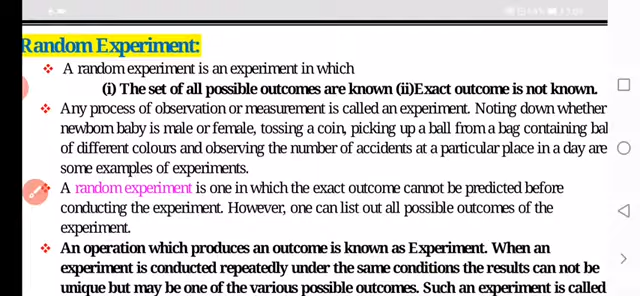 Random Experiment:
❖ A random experiment is an experiment in which
(i) The set of all possible outcomes are known (ii)Exact outcome is not known.
❖ Any process of observation or measurement is called an experiment. Noting down whether
newborn baby is male or female, tossing a coin, picking up a ball from a bag containing bal
of different colours and observing the number of accidents at a particular place in a day are
some examples of experiments.
❖ A random experiment is one in which the exact outcome cannot be predicted before
conducting the experiment. However, one can list out all possible outcomes of the
experiment.
❖ An operation which produces an outcome is known as Experiment. When an
experiment is conducted repeatedly under the same conditions the results can not be
unique but may be one of the various possible outcomes. Such an experiment is called